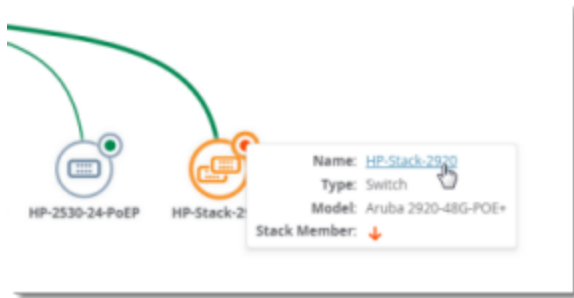 Name: HP-Stack-2920
Type: Switch
Model: Aruba 2920-48G-POE+
Stack Member:
HP-2530-24-PoEP
HP-Stack-2